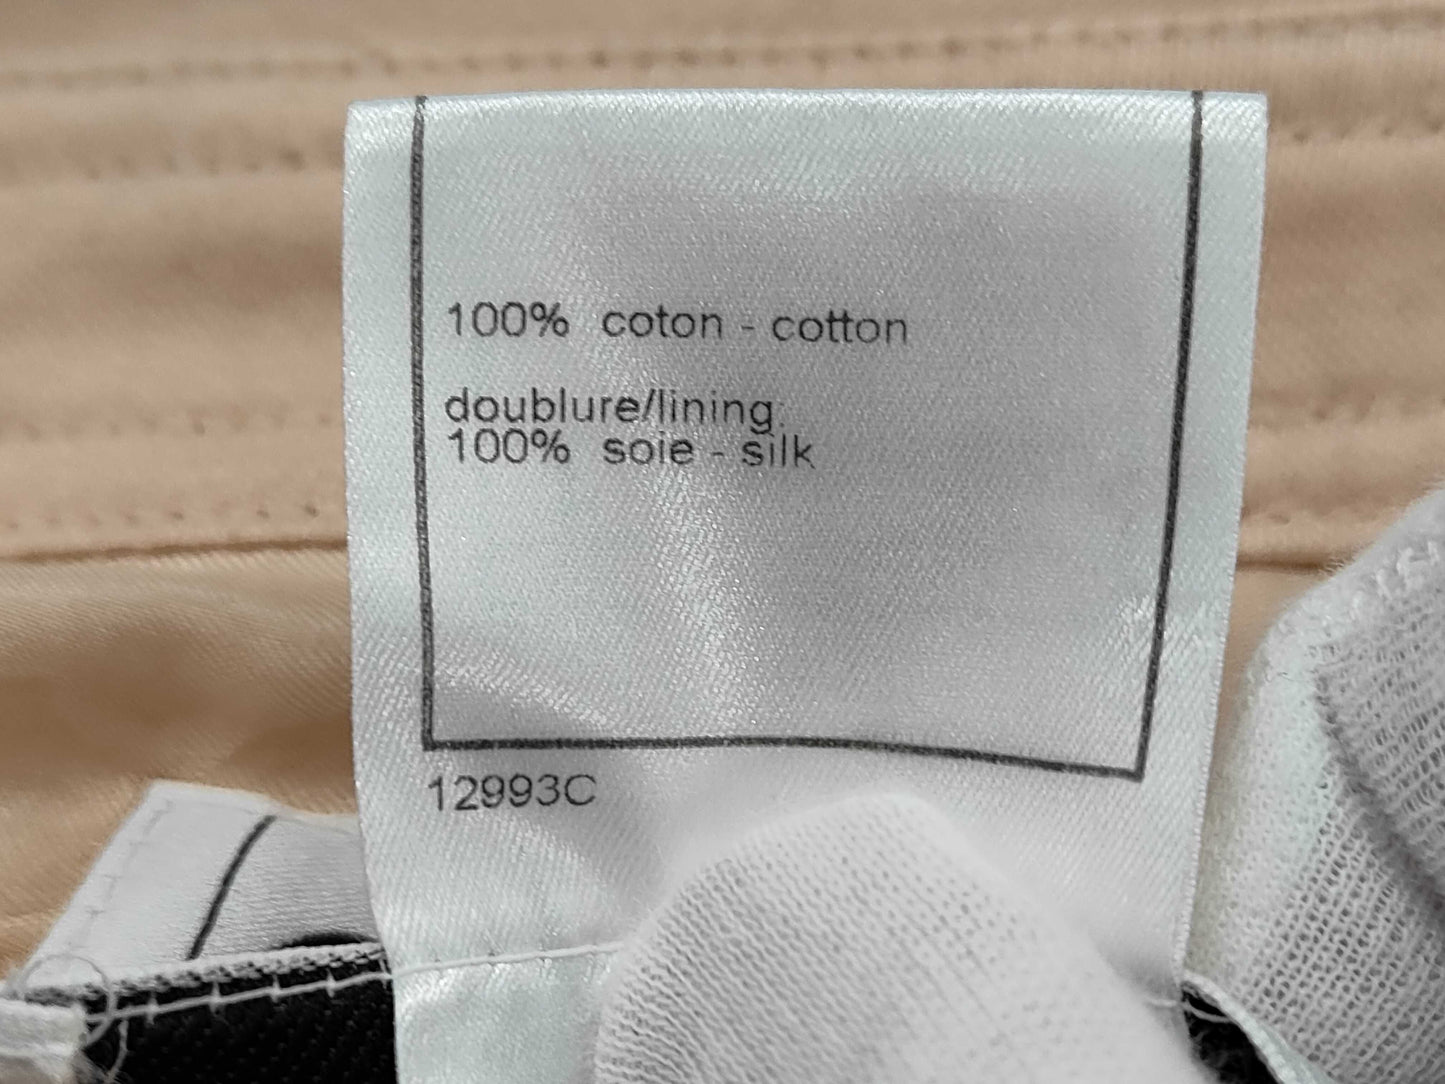 100% coton - cotton
doublure/lining:
100% soie - silk
12993C